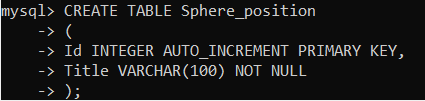 mysql> CREATE TABLE Sphere_position
    -> (
    -> Id INTEGER AUTO_INCREMENT PRIMARY KEY,
    -> Title VARCHAR(100) NOT NULL
    -> );